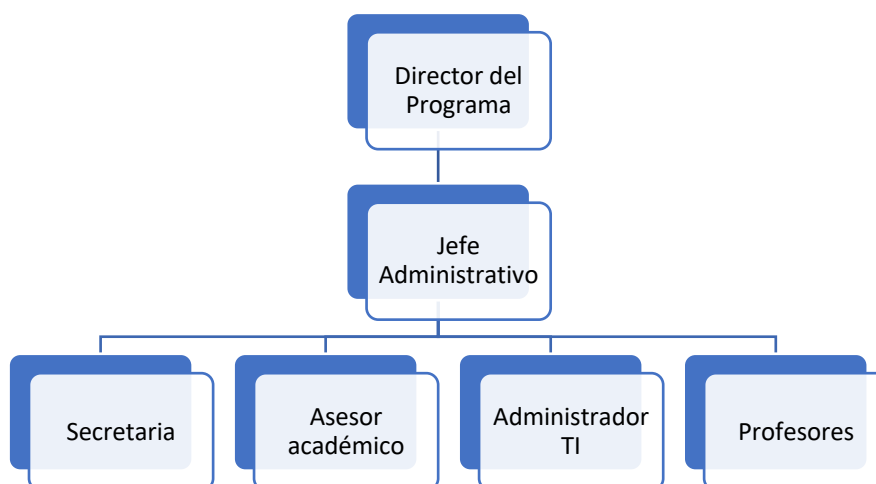 Director del
Programa
Jefe
Administrativo
Secretaria
Asesor
académico
Administrador
TI
Profesores